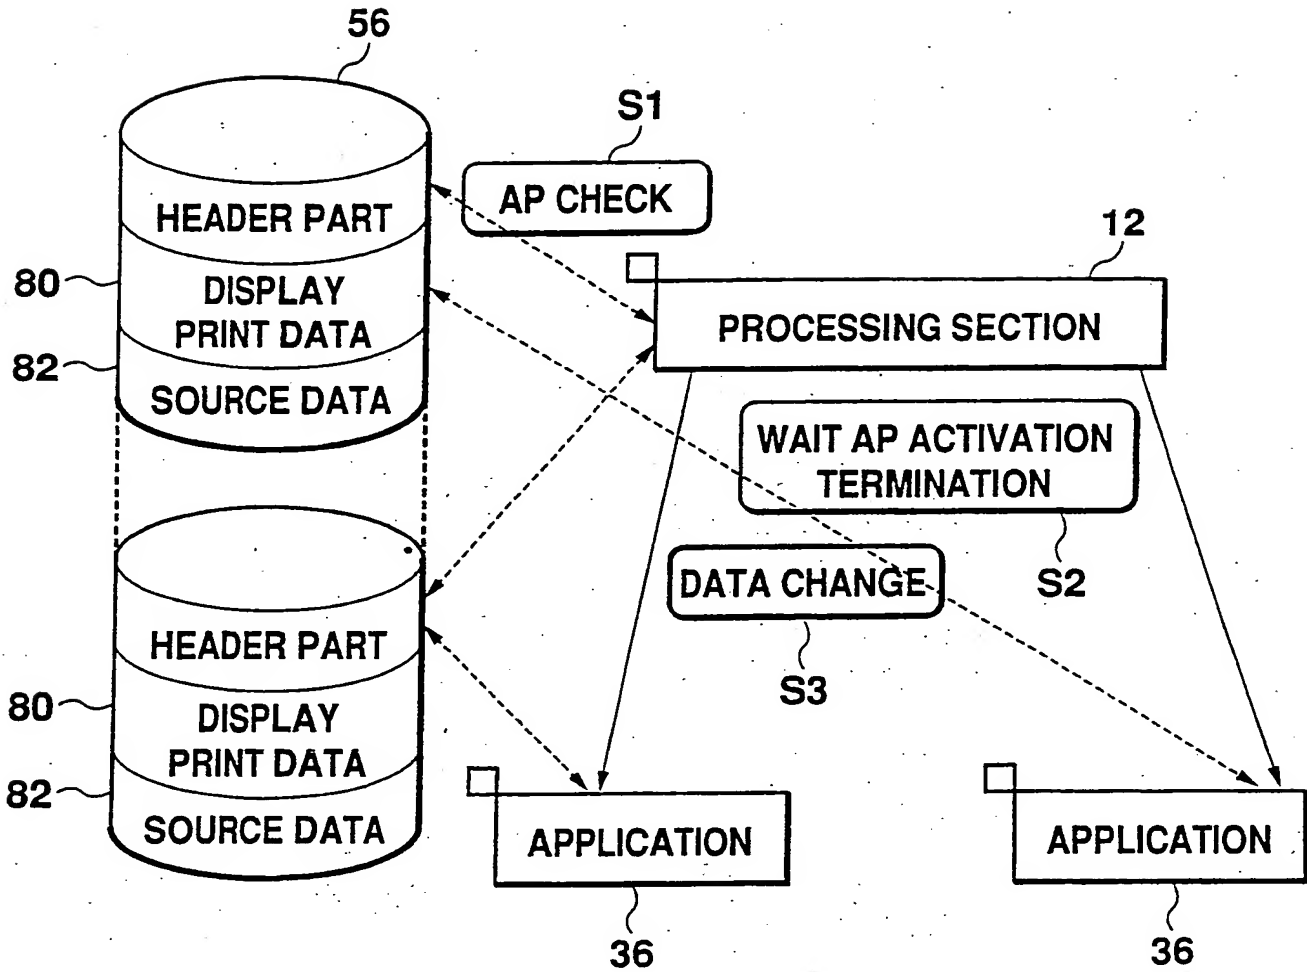 56
S1
AP CHECK
HEADER PART
12
80
DISPLAY
PRINT DATA
PROCESSING SECTION
82
SOURCE DATA
WAIT AP ACTIVATION
TERMINATION
S2
DATA CHANGE
S3
HEADER PART
80
DISPLAY
PRINT DATA
82
SOURCE DATA
APPLICATION
APPLICATION
36
36